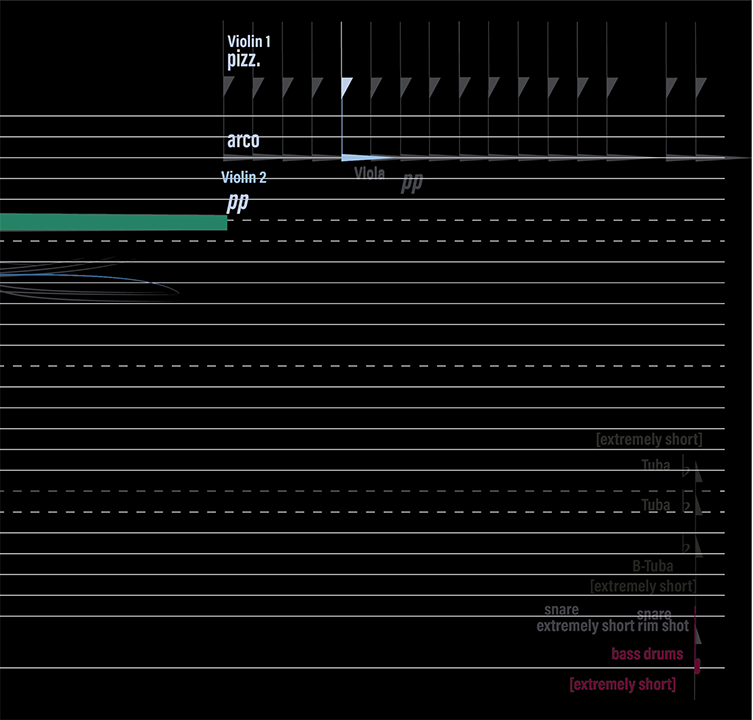 Violin 1
pizz.
arco
Violin 2
Viola
pp
pp
[extremely short]
Tuba
Tuba
B-Tuba
[extremely short]
snare
snare
extremely short rim shot
bass drums
[extremely short]